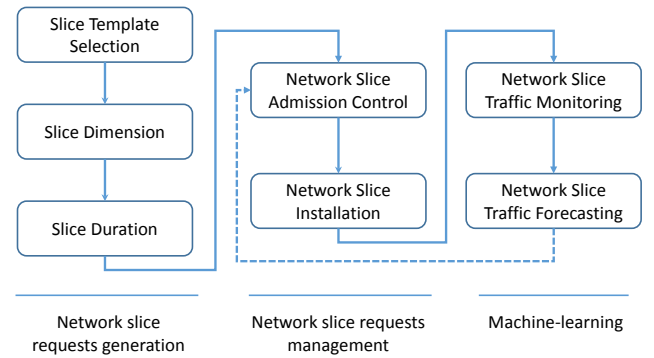 Slice Template
Selection
Slice Dimension
Slice Duration
Network Slice
Admission Control
Network Slice
Installation
Network Slice
Traffic Monitoring
Network Slice
Traffic Forecasting
Network slice
requests generation
Network slice requests
management
Machine-learning